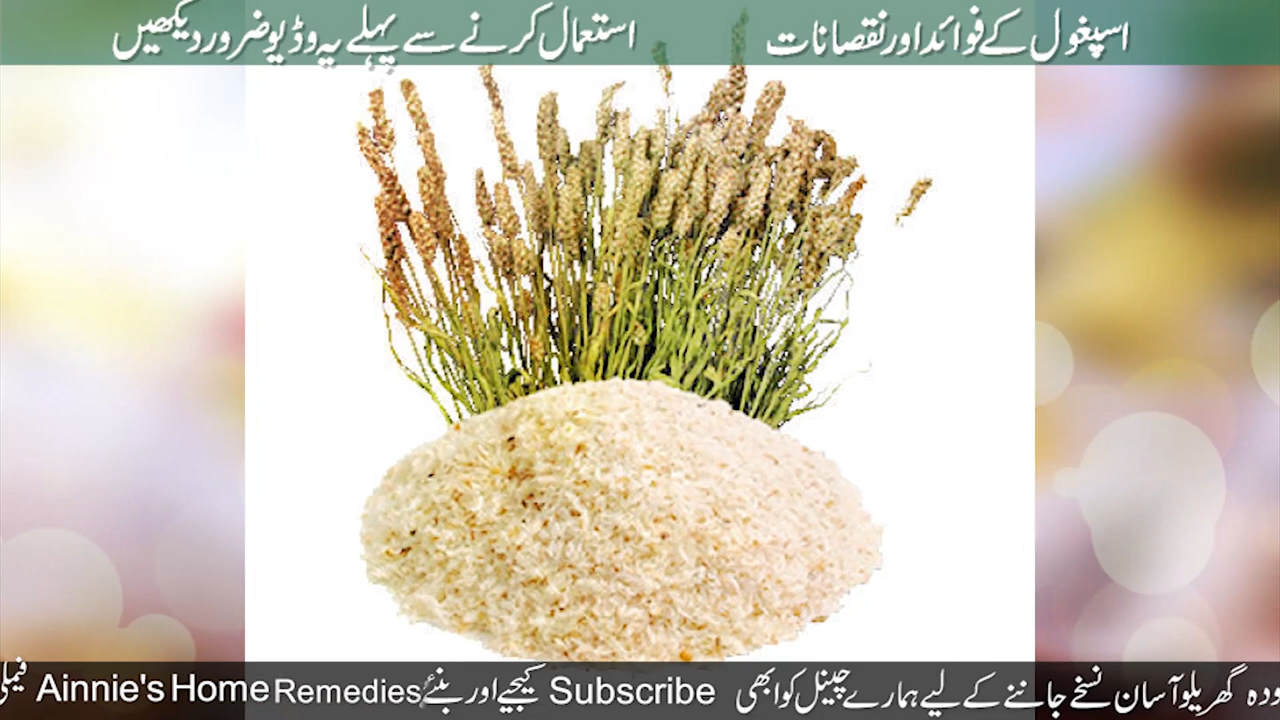 اسپغول کے فوائد اور نقصانات استعمال کرنے سے پہلے یہ وڈیو ضرور دیکھیں
گھریلو آسان نسخے جاننے کے لیے ہمارے چینل کو ابھی Subscribe کیجیے اور بنئے Ainnie's Home Remedies فیملی